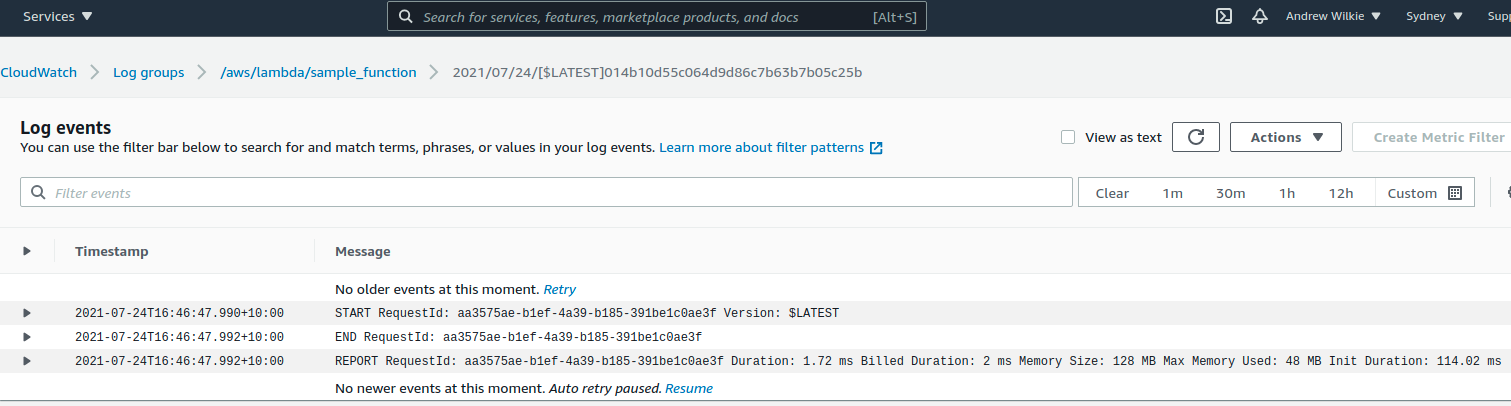 Services Search for services, features, marketplace products, and docs [Alt+S] Andrew Wilkie Sydney
CloudWatch Log groups /aws/lambda/sample_function 2021/07/24/[$LATEST]014b10d55c064d9d86c7b63b7b05c25b
Log events
You can use the filter bar below to search for and match terms, phrases, or values in your log events. Learn more about filter patterns
View as text Actions Create Metric Filter
Filter events Clear 1m 30m 1h 12h Custom
Timestamp Message
No older events at this moment. Retry
2021-07-24T16:46:47.990+10:00 START RequestId: aa3575ae-b1ef-4a39-b185-391be1c0ae3f Version: $LATEST
2021-07-24T16:46:47.992+10:00 END RequestId: aa3575ae-b1ef-4a39-b185-391be1c0ae3f
2021-07-24T16:46:47.992+10:00 REPORT RequestId: aa3575ae-b1ef-4a39-b185-391be1c0ae3f Duration: 1.72 ms Billed Duration: 2 ms Memory Size: 128 MB Max Memory Used: 48 MB Init Duration: 114.02 ms
No newer events at this moment. Auto retry paused. Resume